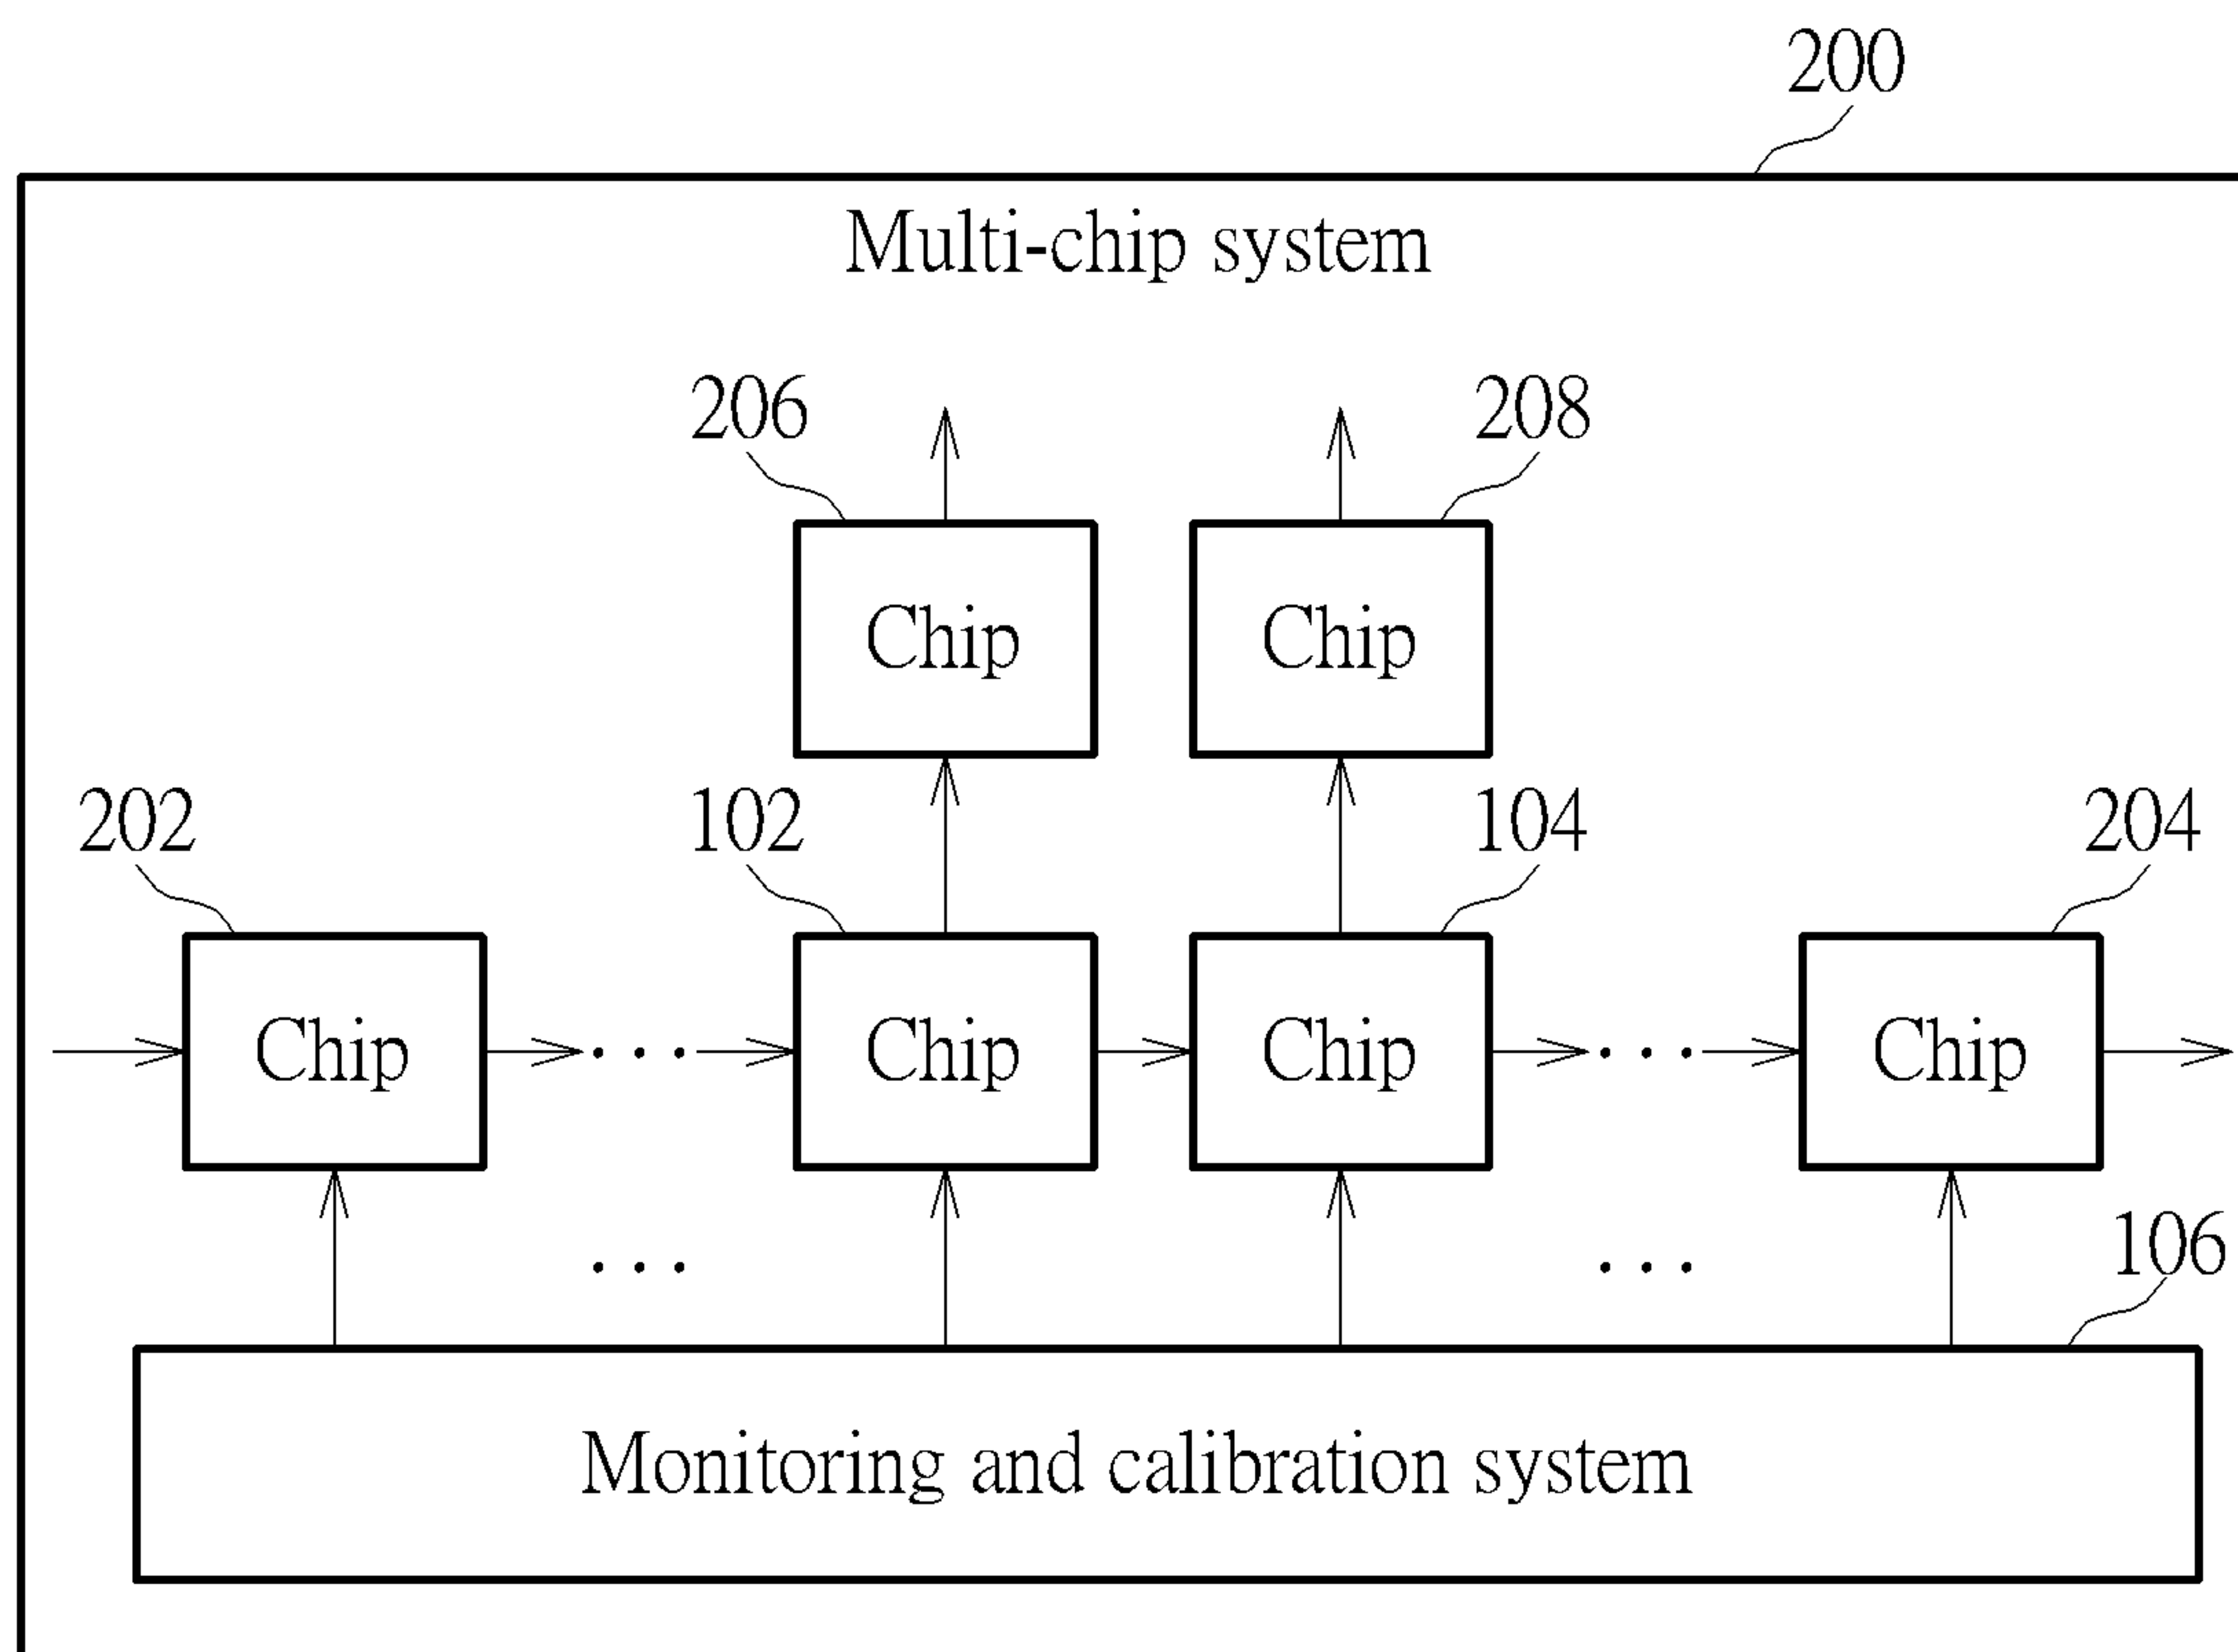 200
Multi-chip system
206
208
Chip
Chip
202
102
104
204
Chip
...
Chip
Chip
...
Chip
...
...
106
Monitoring and calibration system